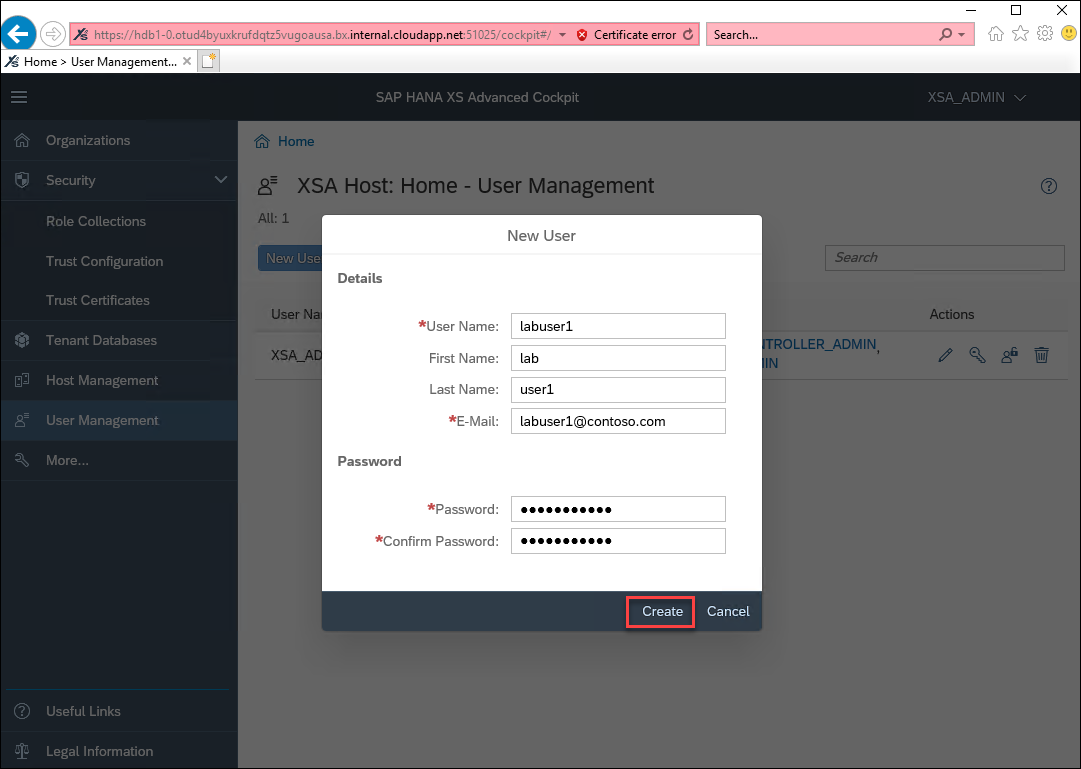 https://hdb1-0.otud4byuxkrufdqtz5vugoausa.bx.internal.cloudapp.net:51025/cockpit#/
Certificate error
Search...
Home > User Management...
SAP HANA XS Advanced Cockpit
XSA_ADMIN
Organizations
Security
Role Collections
Trust Configuration
Trust Certificates
Tenant Databases
Host Management
User Management
More...
Useful Links
Legal Information
Home
XSA Host: Home - User Management
All: 1
New Use
Search
User Na
Actions
XSA_AD
NTROLLER_ADMIN,
MIN
New User
Details
*User Name: labuser1
First Name: lab
Last Name: user1
*E-Mail: labuser1@contoso.com
Password
*Password: ●●●●●●●●●●●
*Confirm Password: ●●●●●●●●●●●
Create
Cancel